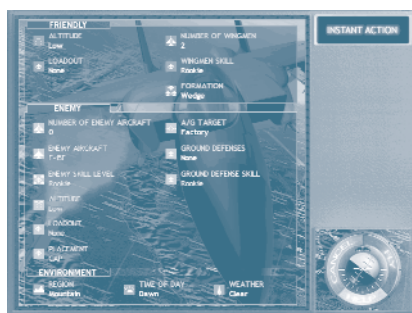 INSTANT ACTION
FRIENDLY
ALTITUDE
Low
LOADOUT
None
NUMBER OF WINGMEN
2
WINGMEN SKILL
Rookie
FORMATION
Wedge
ENEMY
NUMBER OF ENEMY AIRCRAFT
0
ENEMY AIRCRAFT
ENEMY SKILL LEVEL
Rookie
ALTITUDE
Low
LOADOUT
None
PLACEMENT
CAP
A/G TARGET
Factory
GROUND DEFENSES
None
GROUND DEFENSE SKILL
Rookie
ENVIRONMENT
REGION
Mountain
TIME OF DAY
Dawn
WEATHER
Clear